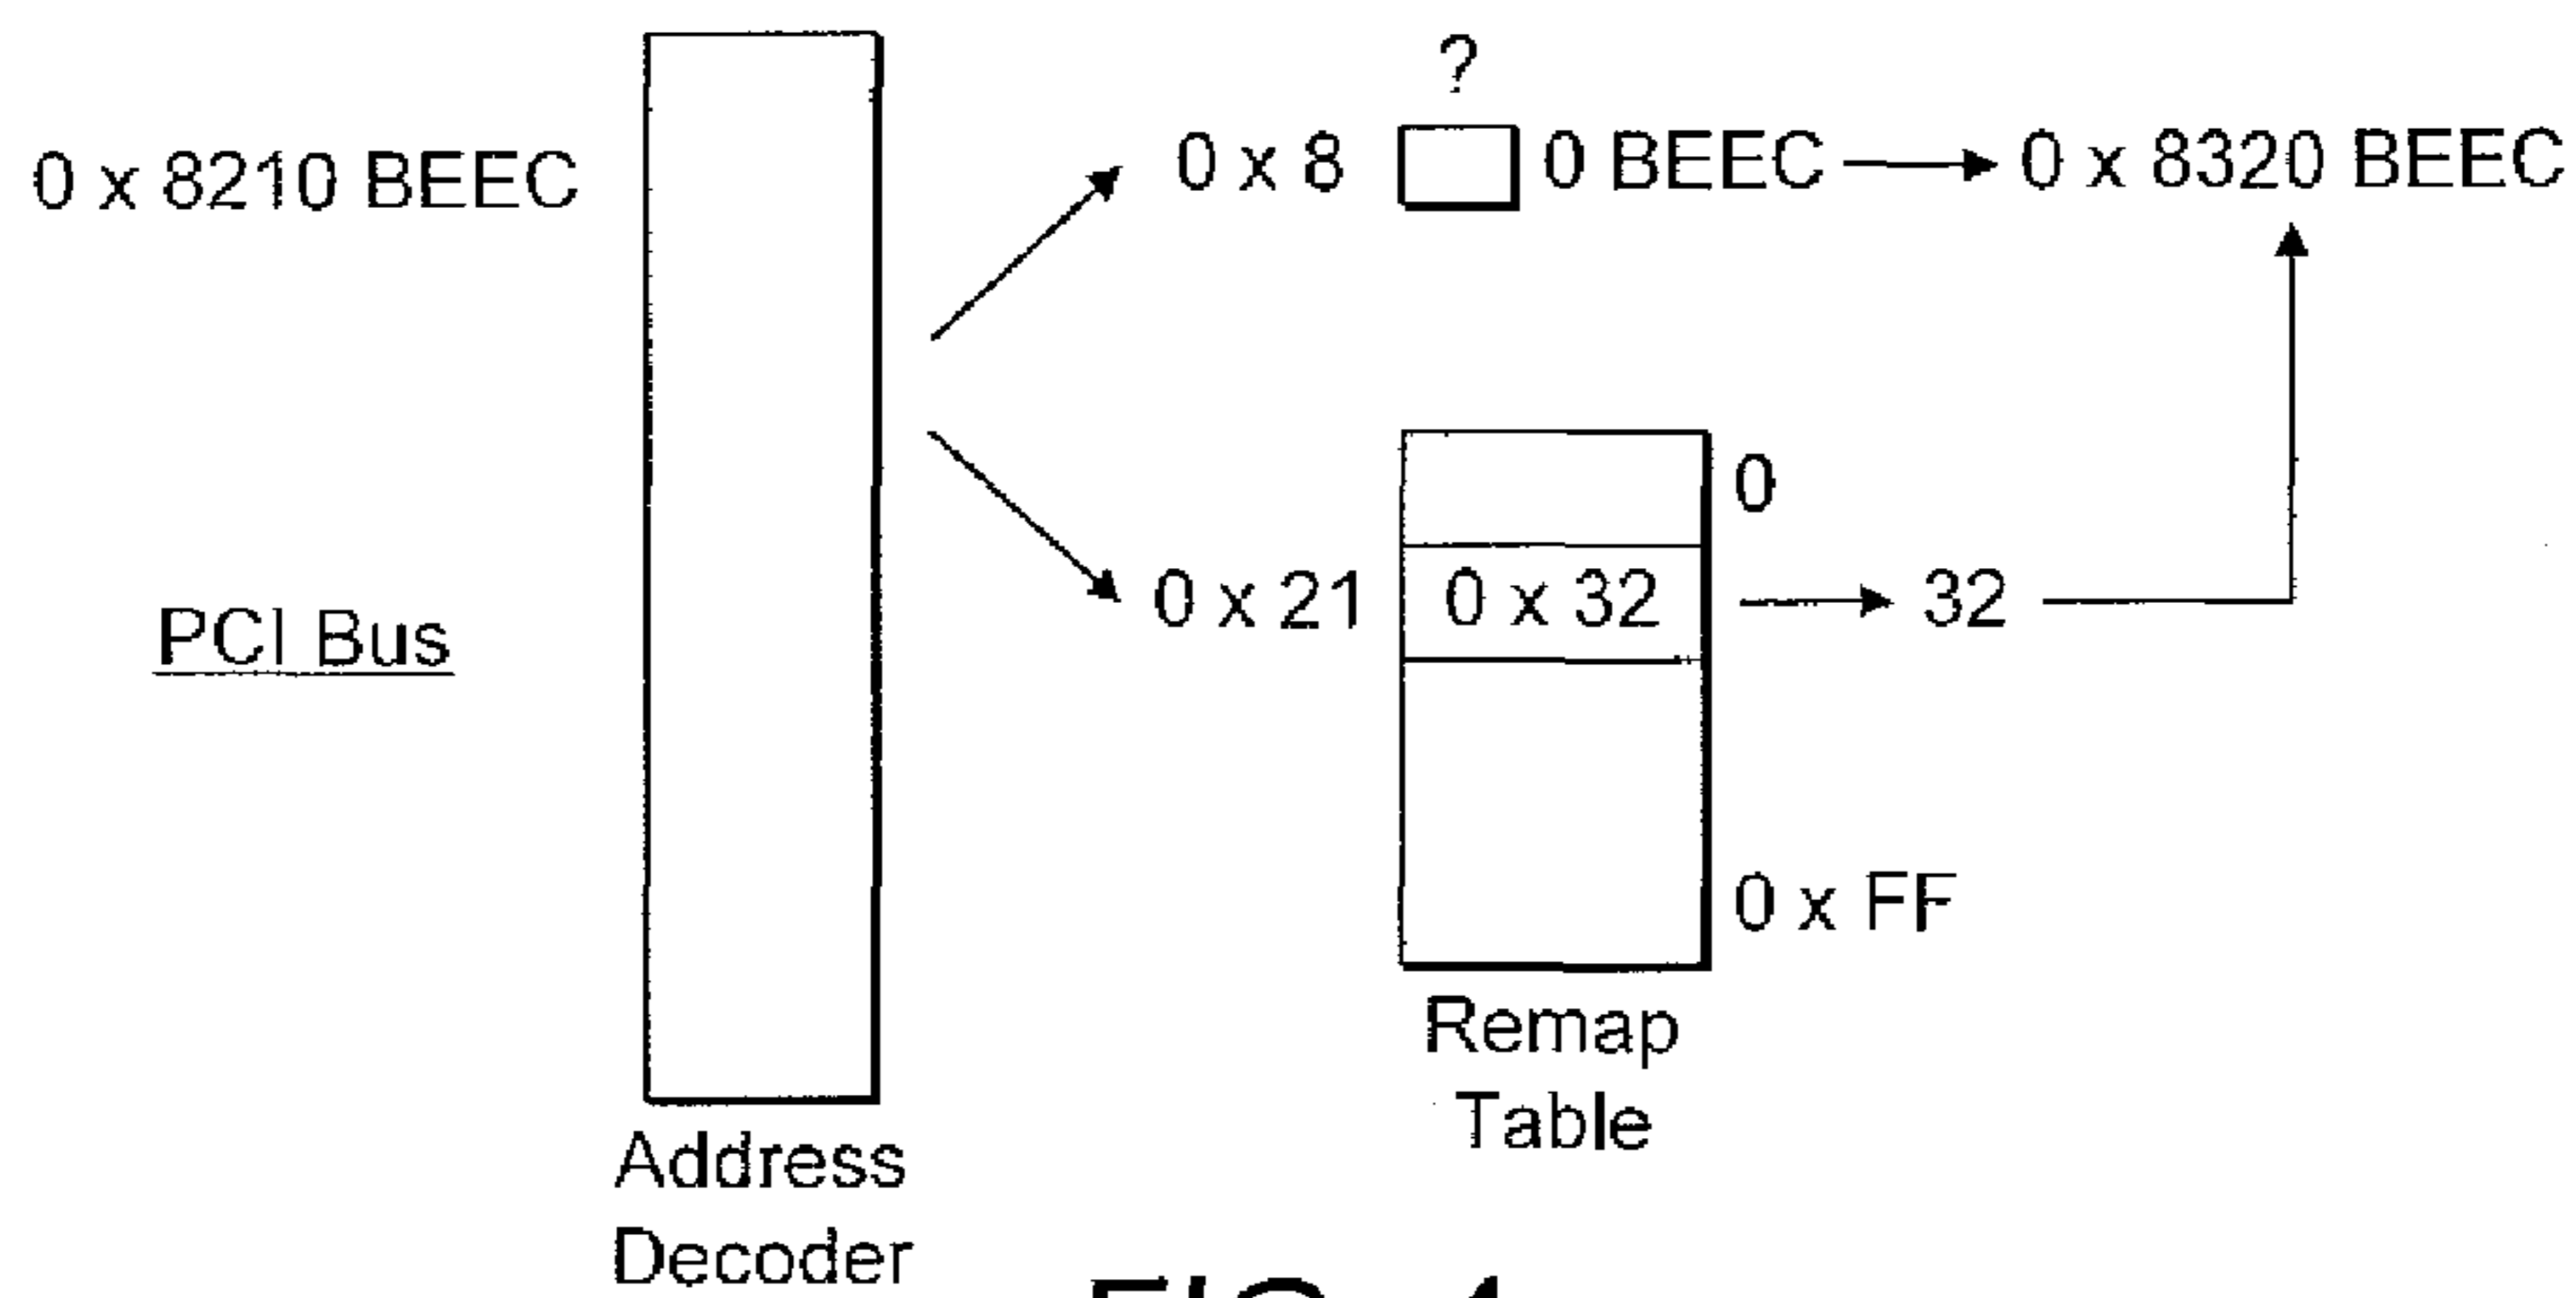 ?
0 x 8210 BEEC
0 x 8
0 BEEC
0 x 8320 BEEC
0
0 x 21
0 x 32
32
PCI Bus
0 x FF
Remap
Table
Address
Decoder